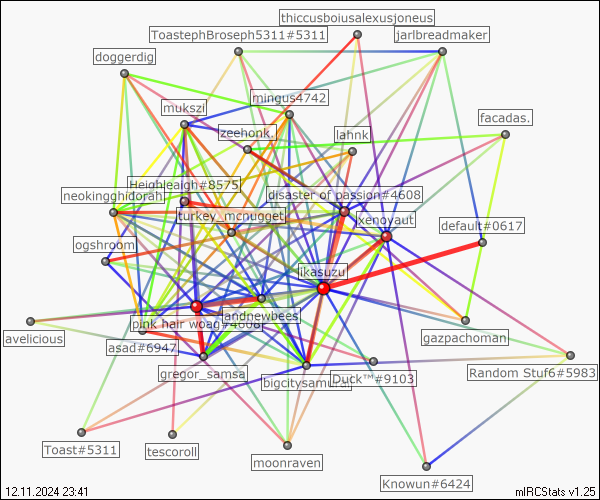 thiccusboiusalexusjoneus
ToastephBroseph5311#5311
jarlbreadmaker
doggerdig
mingus4742
mukszi
facadas.
zeehonk.
lahnk
Heighleigh#8575
neokingghidorah
disaster of passion#4608
turkey_mcnugget
xenoyaut
default#0617
ogshroom
likasuzu
landnewbees
pink hair woag#4608
avelicious
gazpachoman
asad#6947
gregor_samsa
bigcitysamurai
Duck™#9103
Random Stuf6#5983
Toast#5311
tescoroll
moonraven
Knowun#6424
12.11.2024 23:41
mIRCStats v1.25